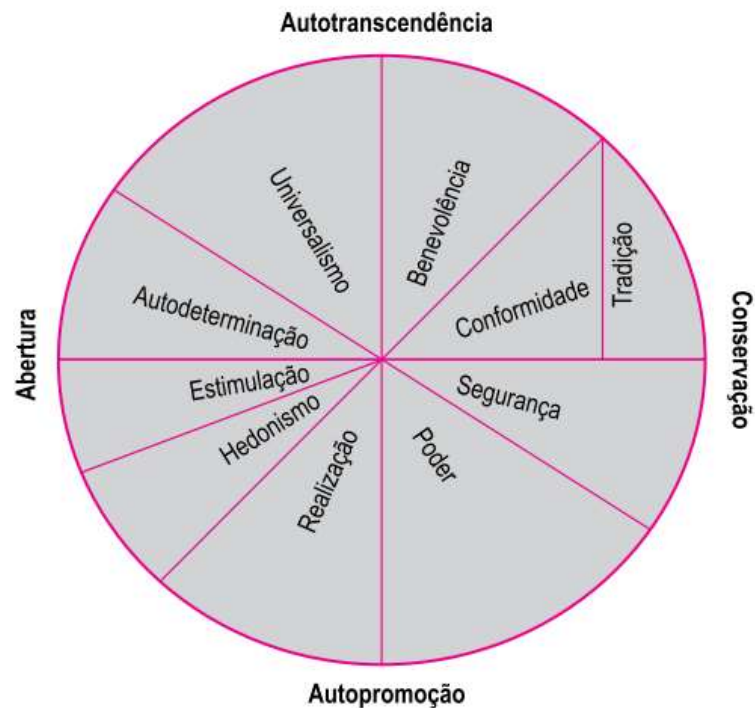 Autotranscendência
Universalismo
Benevolência
Tradição
Conformidade
Autodeterminação
Abertura
Conservação
Estimulação
Segurança
Hedonismo
Realização
Poder
Autopromoção